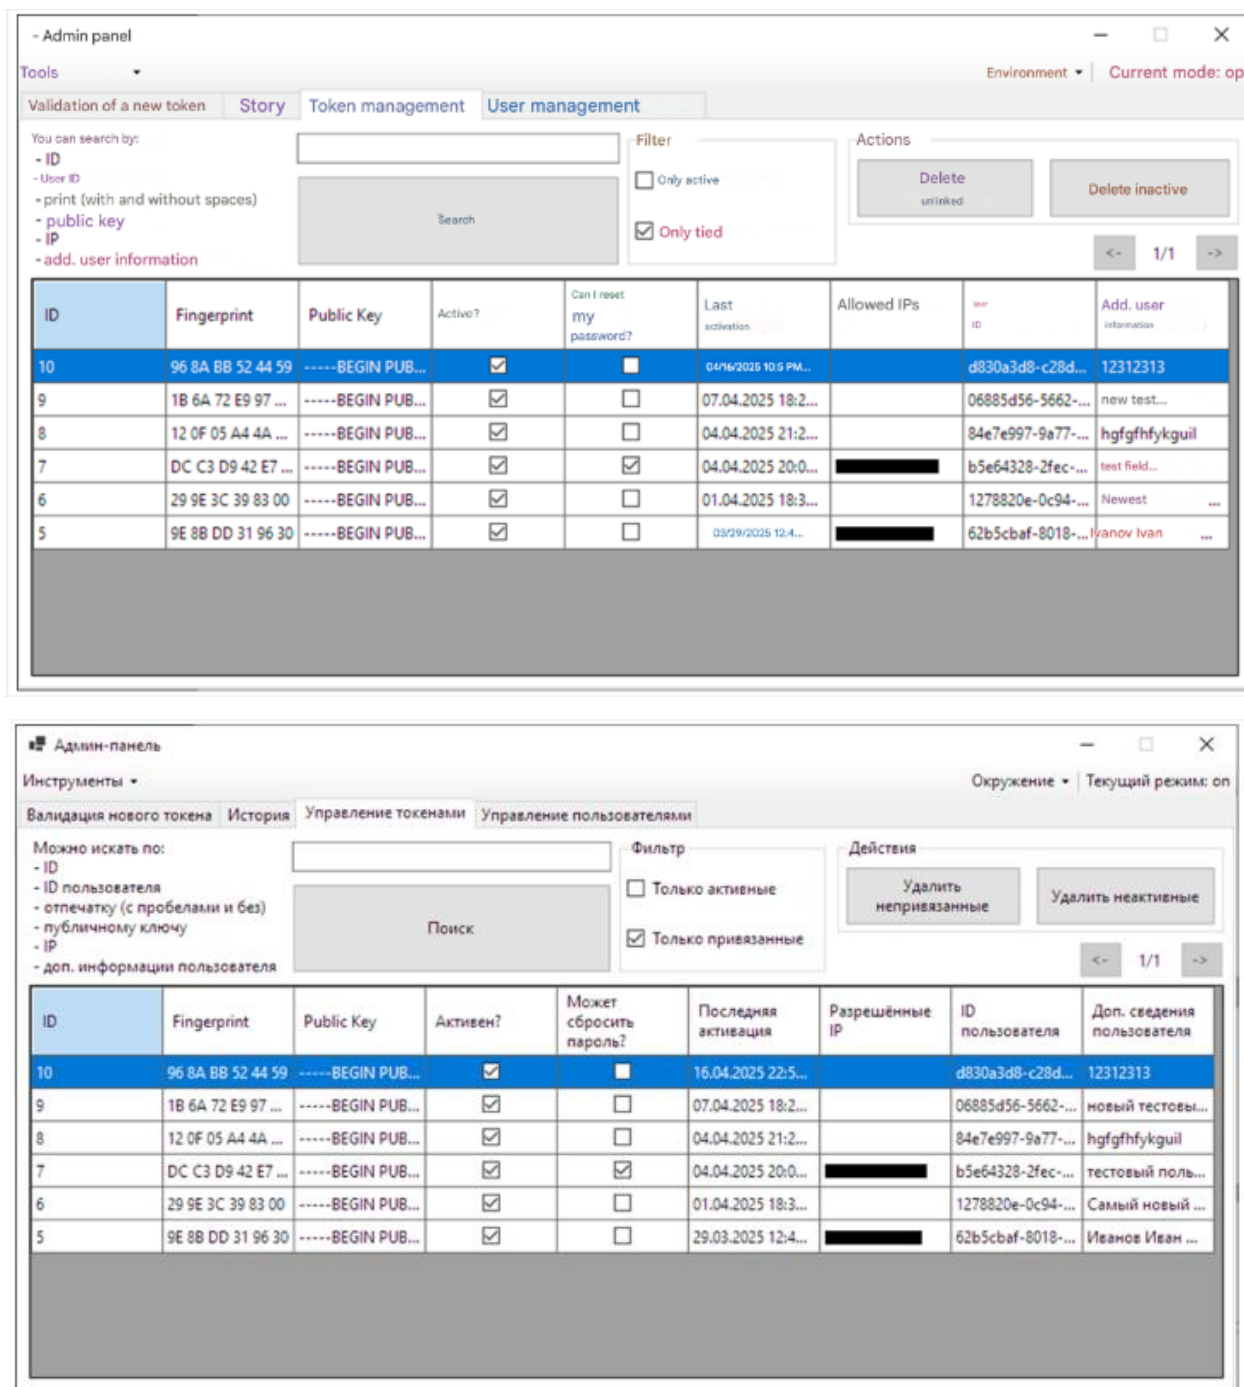 - Admin panel
Tools
Environment
Current mode: op
Validation of a new token
Story
Token management
User management
You can search by:
- ID
- User ID
- print (with and without spaces)
- public key
- IP
- add. user information
Search
Filter
Only active
Only tied
Actions
Delete
unlinked
Delete inactive
<- 1/1 ->
ID
Fingerprint
Public Key
Active?
Can I reset
my
password?
Last
activation
Allowed IPs
User
ID
Add. user
information
10 96 8A BB 52 44 59 -----BEGIN PUB... 04/16/2025 10:5 PM... d830a3d8-c28d... 12312313
9 1B 6A 72 E9 97 ... -----BEGIN PUB... 07.04.2025 18:2... 06885d56-5662-... new test...
8 12 0F 05 A4 4A ... -----BEGIN PUB... 04.04.2025 21:2... 84e7e997-9a77-... hgfgfhfykguil
7 DC C3 D9 42 E7 ... -----BEGIN PUB... 04.04.2025 20:0... b5e64328-2fec-... test field...
6 29 9E 3C 39 83 00 -----BEGIN PUB... 01.04.2025 18:3... 1278820e-0c94-... Newest ...
5 9E 8B DD 31 96 30 -----BEGIN PUB... 03/29/2025 12:4... 62b5cbaf-8018-... Ivanov Ivan ...
Админ-панель
Инструменты
Окружение
Текущий режим: on
Валидация нового токена
История
Управление токенами
Управление пользователями
Можно искать по:
- ID
- ID пользователя
- отпечатку (с пробелами и без)
- публичному ключу
- IP
- доп. информации пользователя
Поиск
Фильтр
Только активные
Только привязанные
Действия
Удалить
непривязанные
Удалить неактивные
<- 1/1 ->
ID
Fingerprint
Public Key
Активен?
Может
сбросить
пароль?
Последняя
активация
Разрешённые
IP
ID
пользователя
Доп. сведения
пользователя
10 96 8A BB 52 44 59 -----BEGIN PUB... 16.04.2025 22:5... d830a3d8-c28d... 12312313
9 1B 6A 72 E9 97 ... -----BEGIN PUB... 07.04.2025 18:2... 06885d56-5662-... новый тестовы...
8 12 0F 05 A4 4A ... -----BEGIN PUB... 04.04.2025 21:2... 84e7e997-9a77-... hgfgfhfykguil
7 DC C3 D9 42 E7 ... -----BEGIN PUB... 04.04.2025 20:0... b5e64328-2fec-... тестовый поль...
6 29 9E 3C 39 83 00 -----BEGIN PUB... 01.04.2025 18:3... 1278820e-0c94-... Самый новый ...
5 9E 8B DD 31 96 30 -----BEGIN PUB... 29.03.2025 12:4... 62b5cbaf-8018-... Иванов Иван ...